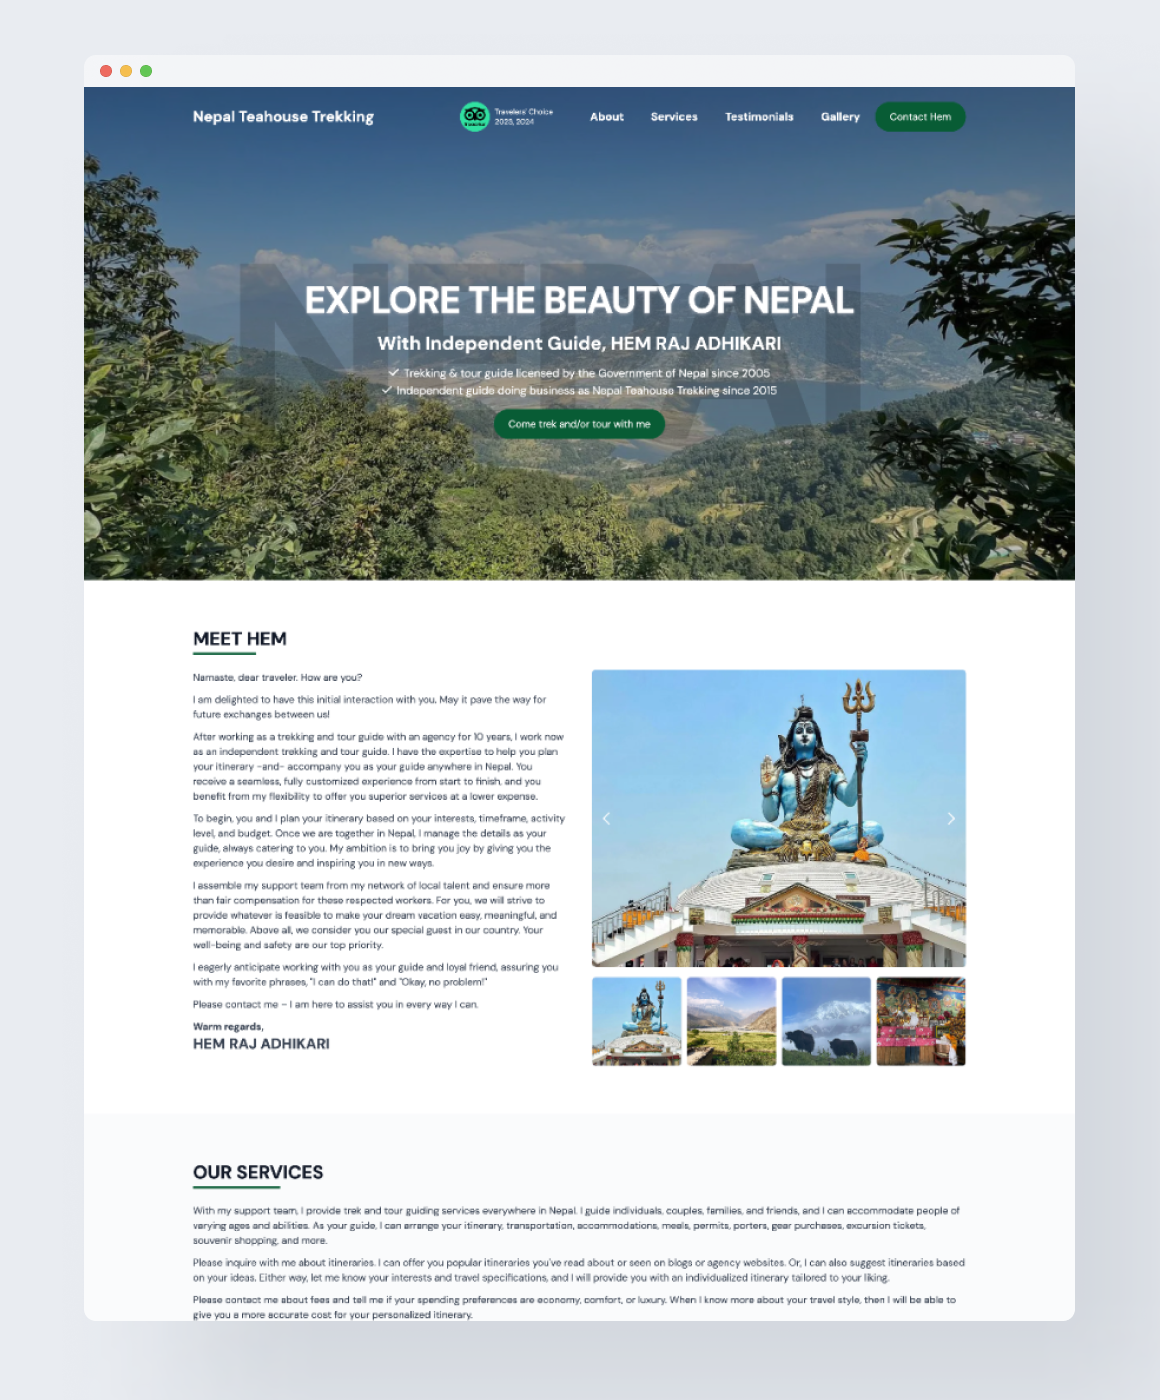 Nepal Teahouse Trekking
Travelers' Choice
2023, 2024
About
Services
Testimonials
Gallery
Contact Hem
NEPAL
EXPLORE THE BEAUTY OF NEPAL
With Independent Guide, HEM RAJ ADHIKARI
Trekking & tour guide licensed by the Government of Nepal since 2005
Independent guide doing business as Nepal Teahouse Trekking since 2015
Come trek and/or tour with me
MEET HEM
Namaste, dear traveler. How are you?
I am delighted to have this initial interaction with you. May it pave the way for
future exchanges between us!
After working as a trekking and tour guide with an agency for 10 years, I work now
as an independent trekking and tour guide. I have the expertise to help you plan
your itinerary -and- accompany you as your guide anywhere in Nepal. You
receive a seamless, fully customized experience from start to finish, and you
benefit from my flexibility to offer you superior services at a lower expense.
To begin, you and I plan your itinerary based on your interests, timeframe, activity
level, and budget. Once we are together in Nepal, I manage the details as your
guide, always catering to you. My ambition is to bring you joy by giving you the
experience you desire and inspiring you in new ways.
I assemble my support team from my network of local talent and ensure more
than fair compensation for these respected workers. For you, we will strive to
provide whatever is feasible to make your dream vacation easy, meaningful, and
memorable. Above all, we consider you our special guest in our country. Your
well-being and safety are our top priority.
I eagerly anticipate working with you as your guide and loyal friend, assuring you
with my favorite phrases, "I can do that!" and "Okay, no problem!"
Please contact me – I am here to assist you in every way I can.
Warm regards,
HEM RAJ ADHIKARI
OUR SERVICES
With my support team, I provide trek and tour guiding services everywhere in Nepal. I guide individuals, couples, families, and friends, and I can accommodate people of
varying ages and abilities. As your guide, I can arrange your itinerary, transportation, accommodations, meals, permits, porters, gear purchases, excursion tickets,
souvenir shopping, and more.
Please inquire with me about itineraries. I can offer you popular itineraries you've read about or seen on blogs or agency websites. Or, I can also suggest itineraries based
on your ideas. Either way, let me know your interests and travel specifications, and I will provide you with an individualized itinerary tailored to your liking.
Please contact me about fees and tell me if your spending preferences are economy, comfort, or luxury. When I know more about your travel style, then I will be able to
give you a more accurate cost for your personalized itinerary.